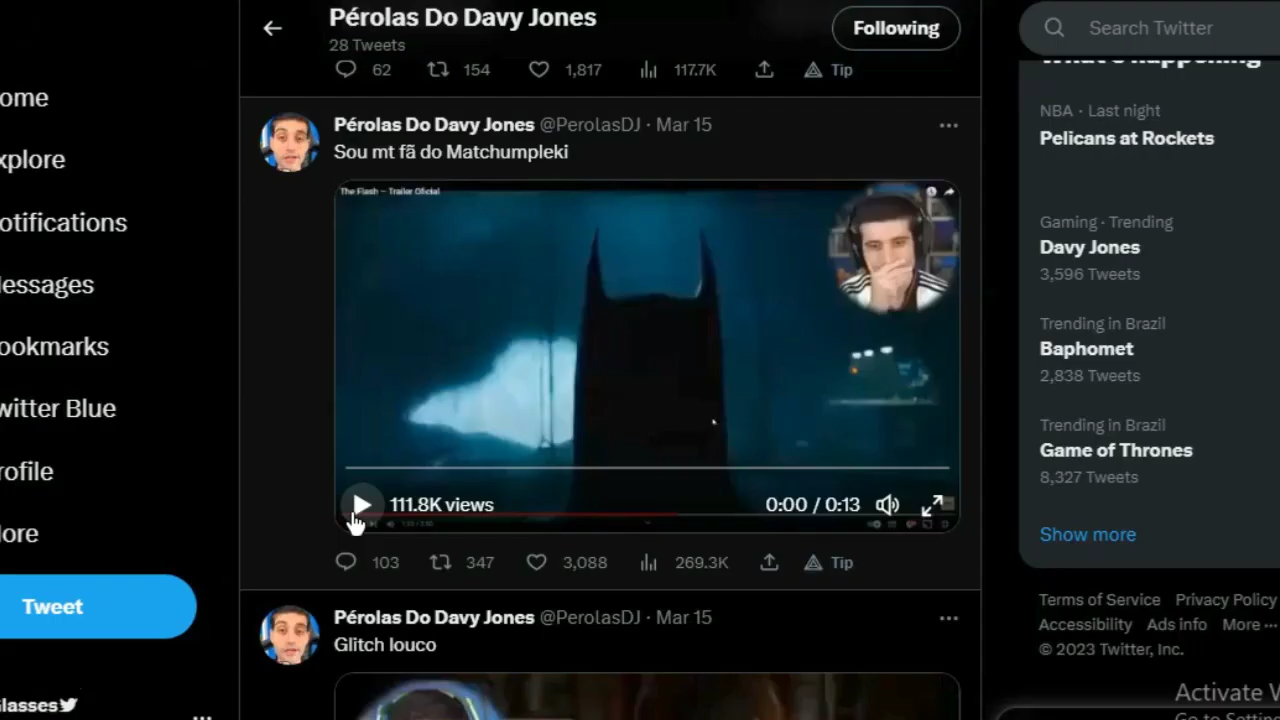 Pérolas Do Davy Jones
28 Tweets
Following
Search Twitter
62 154 1,817 117.7K Tip
ome
xplore
otifications
essages
ookmarks
witter Blue
rofile
ore
Tweet
lasses
Pérolas Do Davy Jones @PerolasDJ · Mar 15
Sou mt fã do Matchumpleki
The Flash – Trailer Oficial
111.8K views
0:00 / 0:13
103 347 3,088 269.3K Tip
Pérolas Do Davy Jones @PerolasDJ · Mar 15
Glitch louco
What's happening
NBA · Last night
Pelicans at Rockets
Gaming · Trending
Davy Jones
3,596 Tweets
Trending in Brazil
Baphomet
2,838 Tweets
Trending in Brazil
Game of Thrones
8,327 Tweets
Show more
Terms of Service Privacy Policy
Accessibility Ads info More ...
© 2023 Twitter, Inc.
Activate